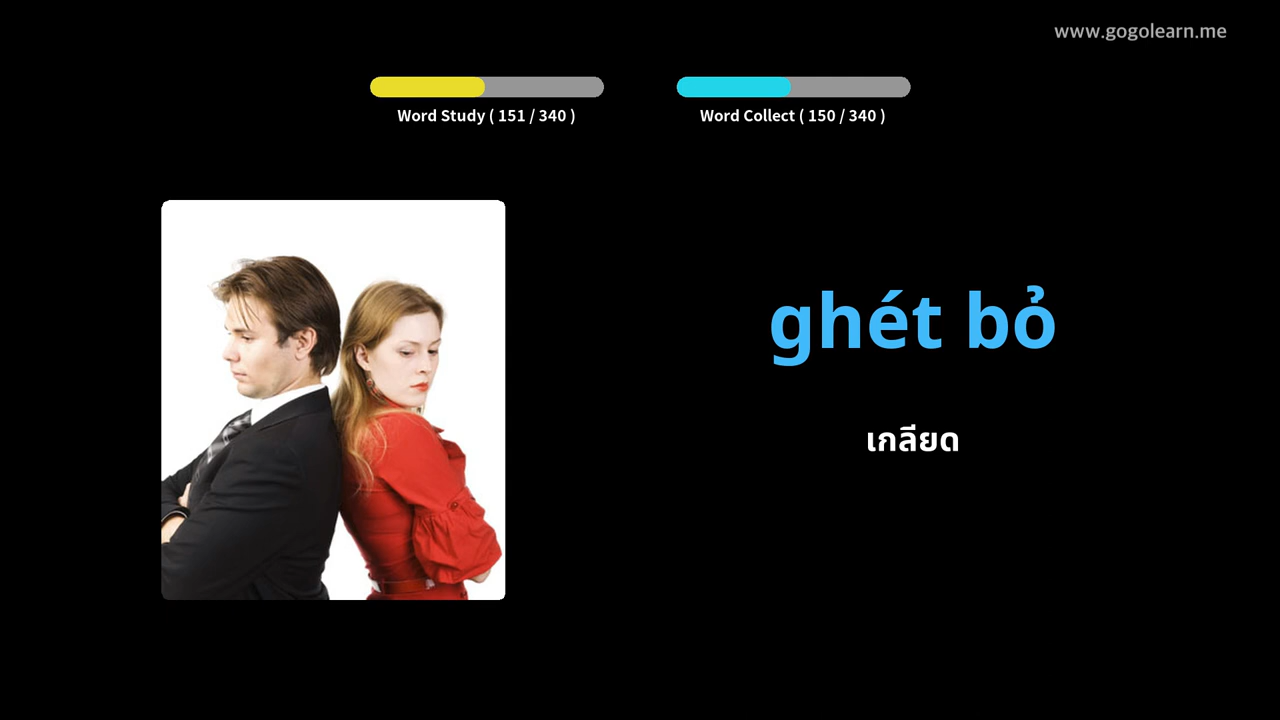 www.gogolearn.me
Word Study ( 151 / 340 )
Word Collect ( 150 / 340 )
ghét bỏ
เกลียด